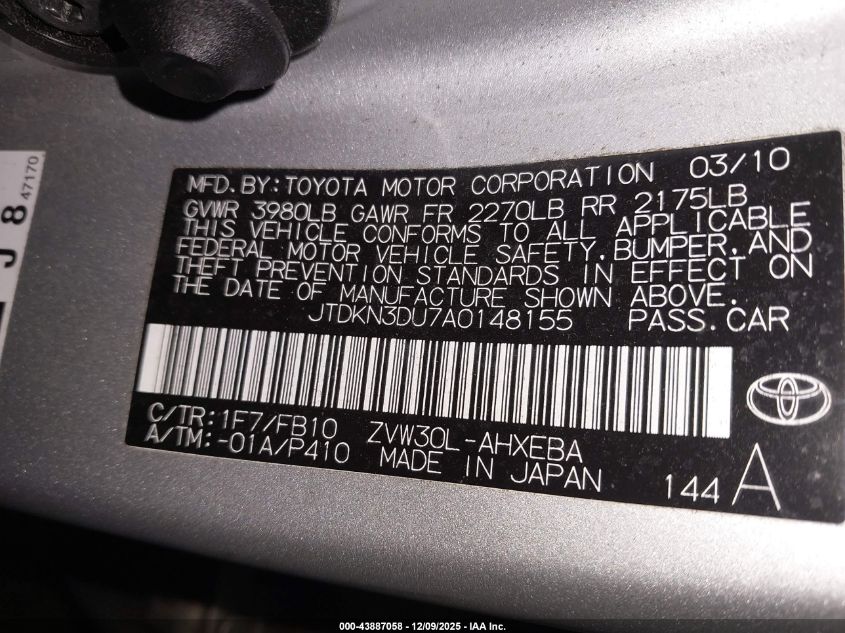 J 8
47170
MFD. BY: TOYOTA MOTOR CORPORATION 03/10
GVWR 3980LB GAWR FR 2270LB RR 2175LB
THIS VEHICLE CONFORMS TO ALL APPLICABLE
FEDERAL MOTOR VEHICLE SAFETY, BUMPER, AND
THEFT PREVENTION STANDARDS IN EFFECT ON
THE DATE OF MANUFACTURE SHOWN ABOVE.
JTDKN3DU7A0148155 PASS.CAR
C/TR: 1F7/FB10 ZVW30L-AHXEBA
A/TM: -01A/P410 MADE IN JAPAN
144 A
000-43887058 - 12/09/2025 - IAA Inc.